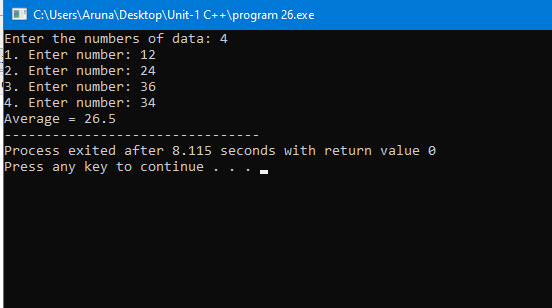 C:\Users\Aruna\Desktop\Unit-1 C++\program 26.exe
Enter the numbers of data: 4
1. Enter number: 12
2. Enter number: 24
3. Enter number: 36
4. Enter number: 34
Average = 26.5
--------------------------------
Process exited after 8.115 seconds with return value 0
Press any key to continue . . .